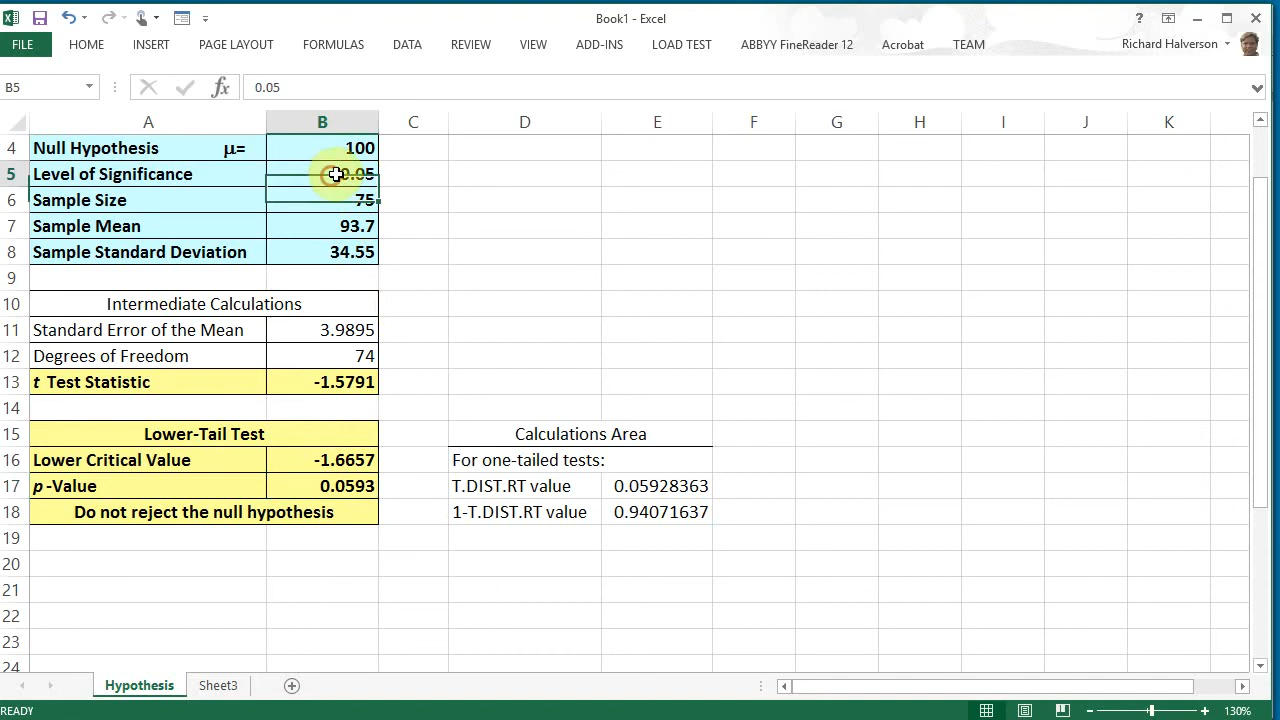 Book1 - Excel
?
FILE HOME INSERT PAGE LAYOUT FORMULAS DATA REVIEW VIEW ADD-INS LOAD TEST ABBYY FineReader 12 Acrobat TEAM Richard Halverson
B5 fx 0.05
A B C D E F G H I J K
4 Null Hypothesis μ= 100
5 Level of Significance 0.05
6 Sample Size 75
7 Sample Mean 93.7
8 Sample Standard Deviation 34.55
9
10 Intermediate Calculations
11 Standard Error of the Mean 3.9895
12 Degrees of Freedom 74
13 t Test Statistic -1.5791
14
15 Lower-Tail Test Calculations Area
16 Lower Critical Value -1.6657 For one-tailed tests:
17 p-Value 0.0593 T.DIST.RT value 0.05928363
18 Do not reject the null hypothesis 1-T.DIST.RT value 0.94071637
19
20
21
22
23
24
Hypothesis Sheet3
READY 130%